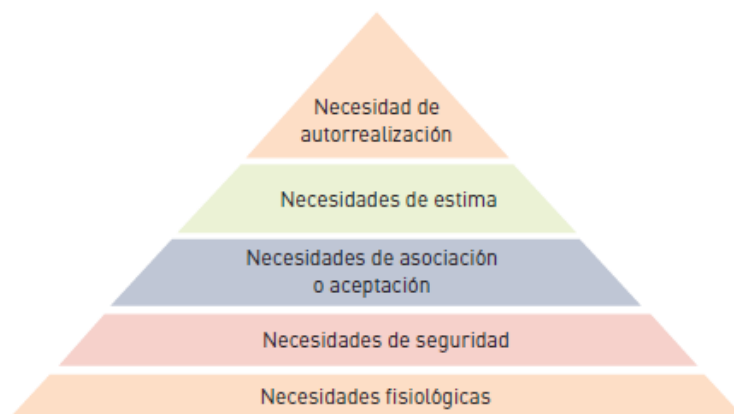 Necesidad de
autorrealización
Necesidades de estima
Necesidades de asociación
o aceptación
Necesidades de seguridad
Necesidades fisiológicas